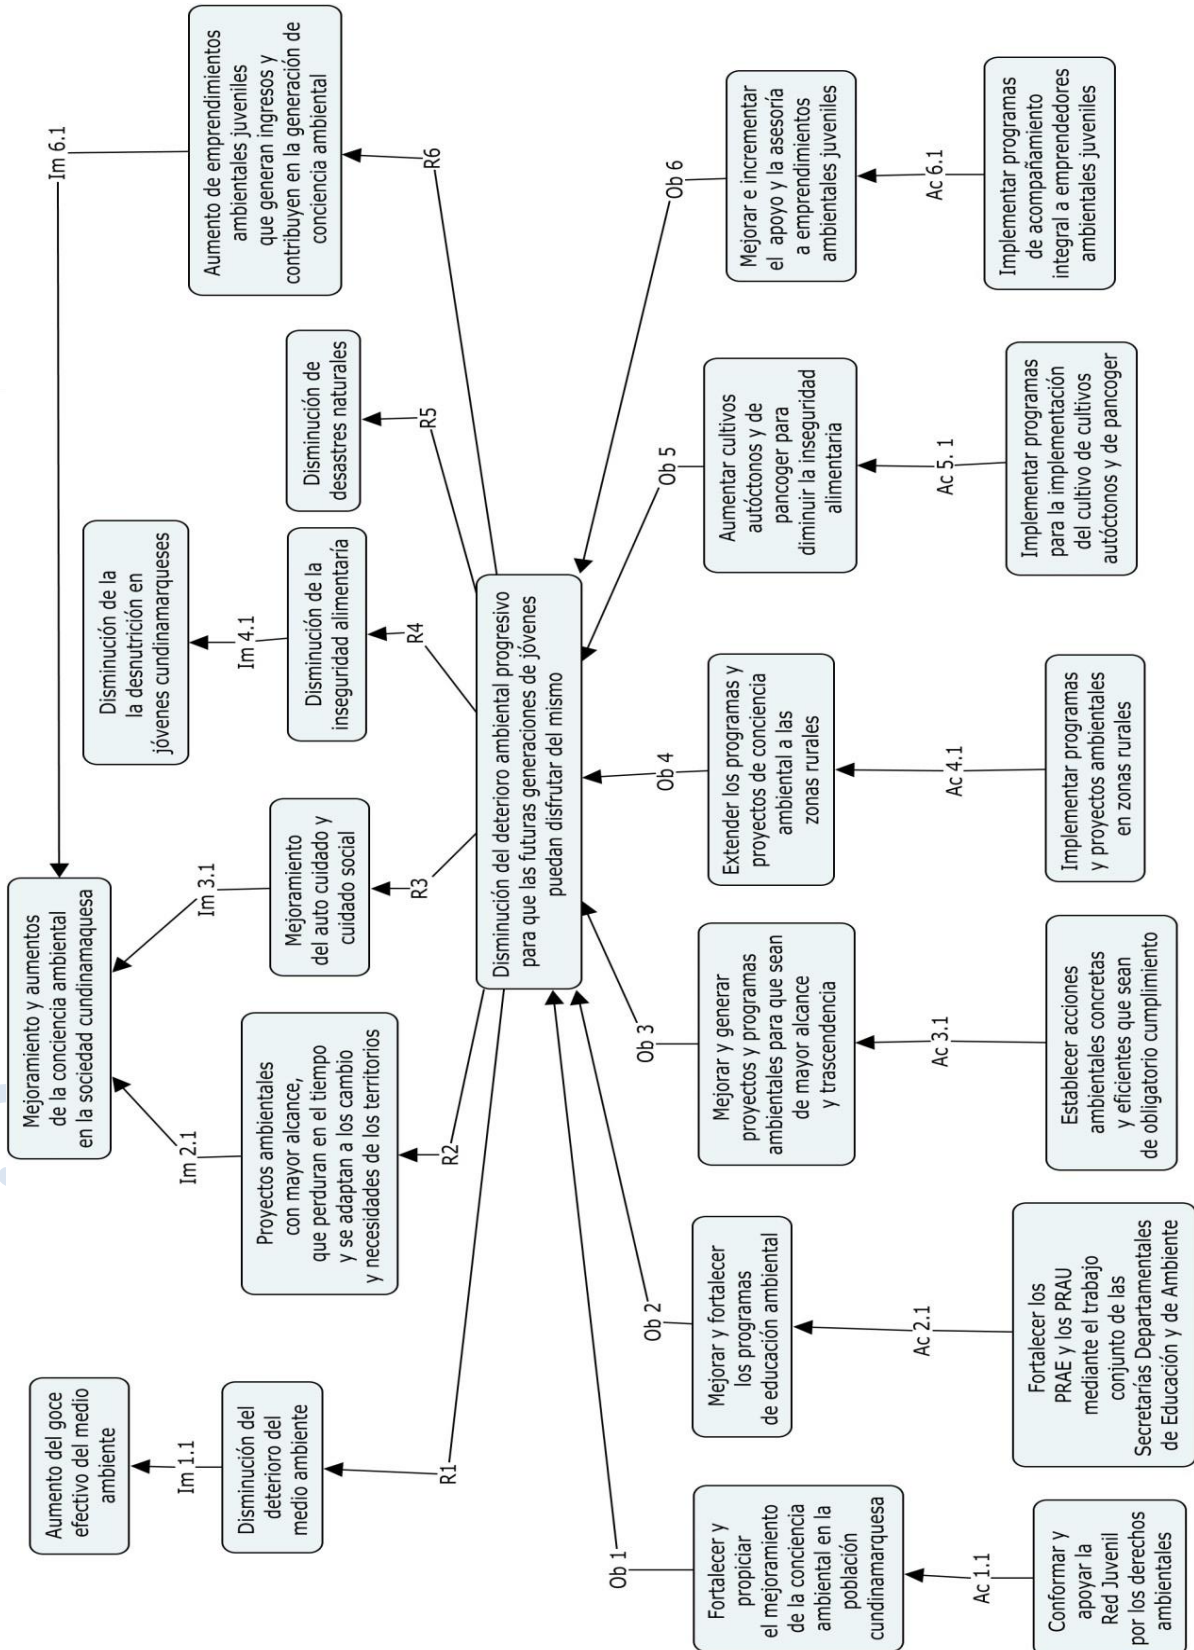 Aumento del goce
efectivo del medio
ambiente
Mejoramiento y aumentos
de la conciencia ambiental
en la sociedad cundinamaquesa
Disminución de la
la desnutrición en
jóvenes cundinamarqueses
Im 6.1
Im 1.1
Im 2.1
Im 3.1
Im 4.1
Disminución del
deterioro del
medio ambiente
Proyectos ambientales
con mayor alcance,
que perduran en el tiempo
y se adaptan a los cambio
y necesidades de los territorios
Mejoramiento
del auto cuidado y
cuidado social
Disminución de la
inseguridad alimentaría
Disminución de
desastres naturales
Aumento de emprendimientos
ambientales juveniles
que generan ingresos y
contribuyen en la generación de
conciencia ambiental
R1
R2
R3
R4
R5
R6
Disminución del deterioro ambiental progresivo
para que las futuras generaciones de jóvenes
puedan disfrutar del mismo
Ob 1
Ob 2
Ob 3
Ob 4
Ob 5
Ob 6
Fortalecer y
propiciar
el mejoramiento
de la conciencia
ambiental en la
población
cundinamarquesa
Mejorar y fortalecer
los programas
de educación ambiental
Mejorar y generar
proyectos y programas
ambientales para que sean
de mayor alcance
y trascendencia
Extender los programas y
proyectos de conciencia
ambiental a las
zonas rurales
Aumentar cultivos
autóctonos y de
pancoger para
diminuir la inseguridad
alimentaria
Mejorar e incrementar
el apoyo y la asesoría
a emprendimientos
ambientales juveniles
Ac 1.1
Ac 2.1
Ac 3.1
Ac 4.1
Ac 5. 1
Ac 6.1
Conformar y
apoyar la
Red Juvenil
por los derechos
ambientales
Fortalecer los
PRAE y los PRAU
mediante el trabajo
conjunto de las
Secretarías Departamentales
de Educación y de Ambiente
Establecer acciones
ambientales concretas
y eficientes que sean
de obligatorio cumplimiento
Implementar programas
y proyectos ambientales
en zonas rurales
Implementar programas
para la implementación
del cultivo de cultivos
autóctonos y de pancoger
Implementar programas
de acompañamiento
integral a emprendedores
ambientales juveniles